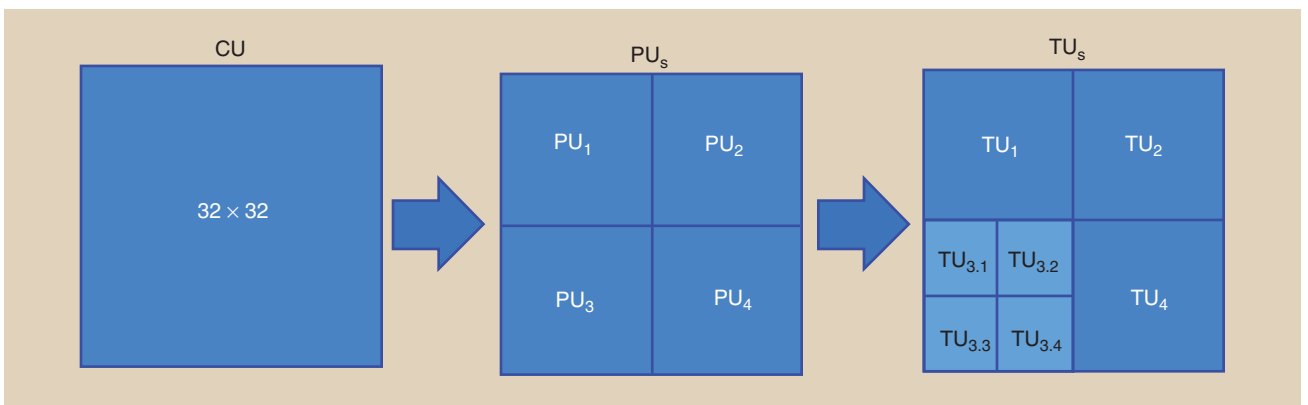 CU
32 × 32
PUs
PU1
PU2
PU3
PU4
TUs
TU1
TU2
TU3.1
TU3.2
TU3.3
TU3.4
TU4